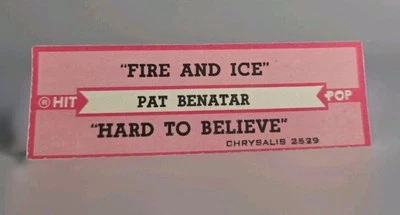 "FIRE AND ICE"
® HIT PAT BENATAR POP
"HARD TO BELIEVE"
CHRYSALIS 2529